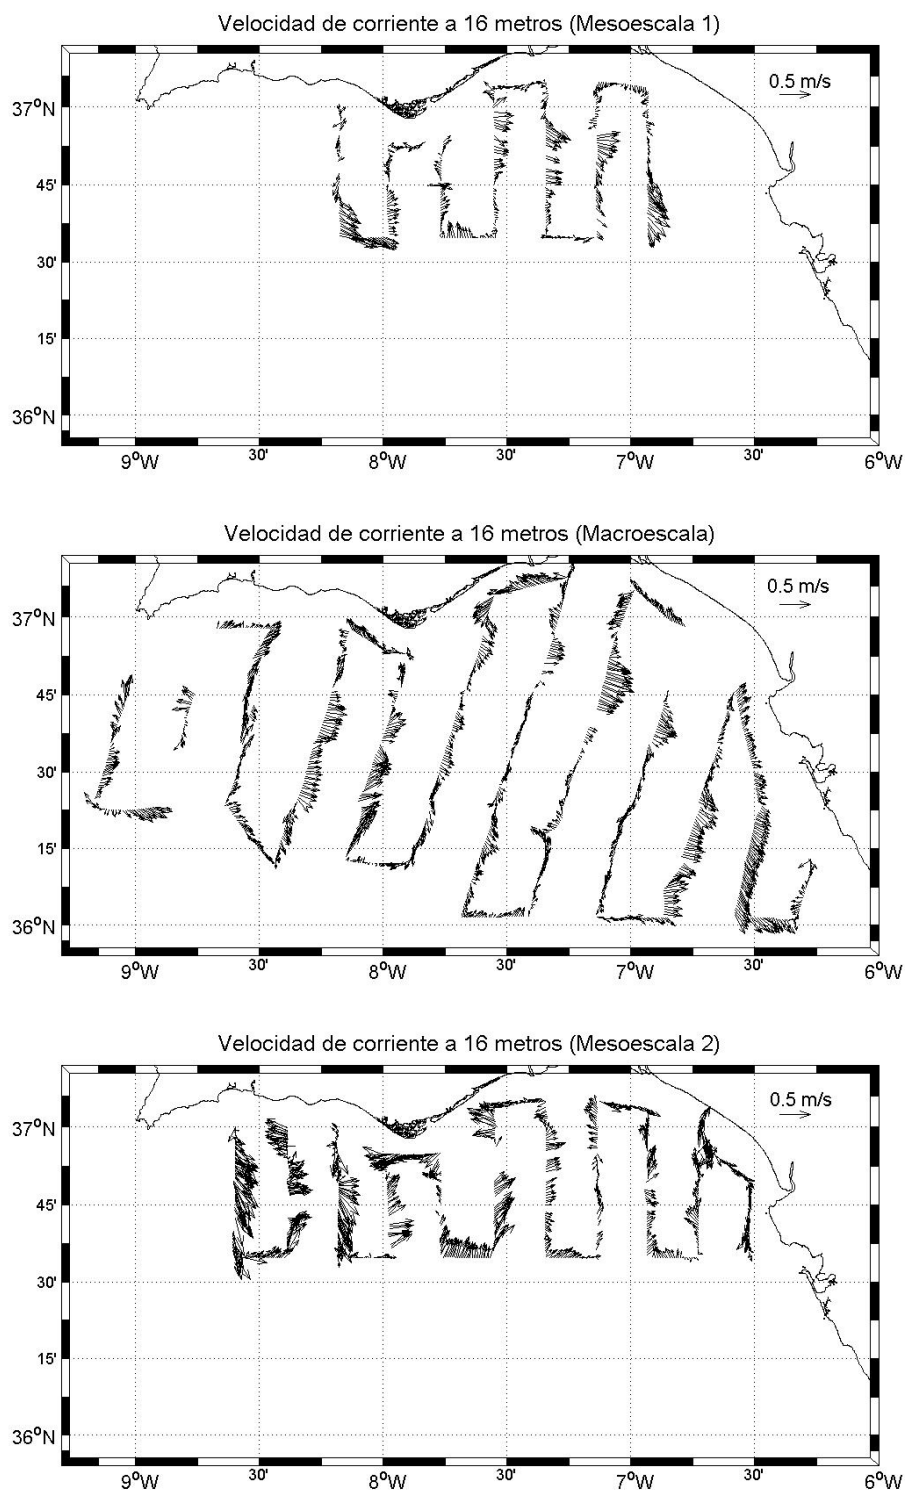 Velocidad de corriente a 16 metros (Mesoescala 1)
0.5 m/s
37°N
45'
30'
15'
36°N
9°W 30' 8°W 30' 7°W 30' 6°W
Velocidad de corriente a 16 metros (Macroescala)
0.5 m/s
37°N
45'
30'
15'
36°N
9°W 30' 8°W 30' 7°W 30' 6°W
Velocidad de corriente a 16 metros (Mesoescala 2)
0.5 m/s
37°N
45'
30'
15'
36°N
9°W 30' 8°W 30' 7°W 30' 6°W